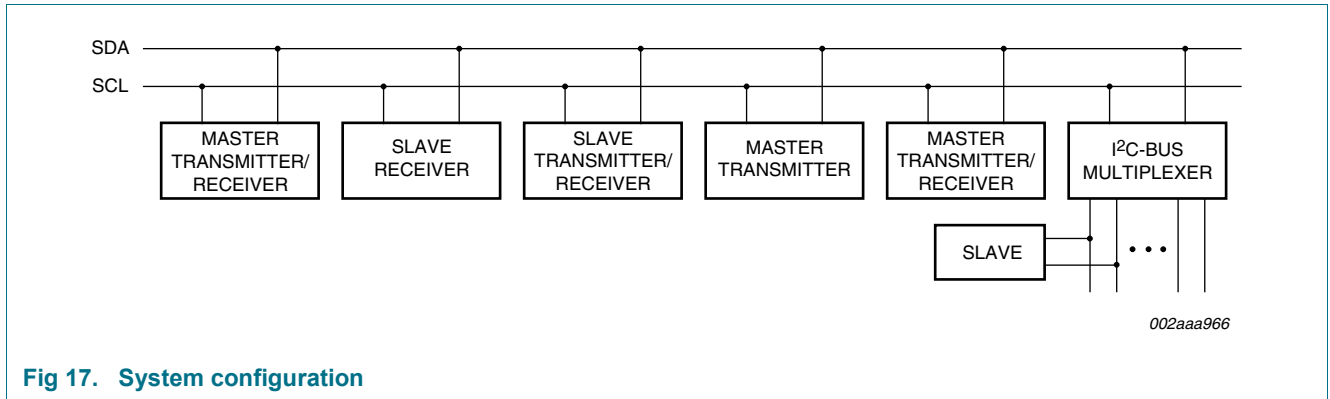 SDA
SCL
MASTER
TRANSMITTER/
RECEIVER
SLAVE
RECEIVER
SLAVE
TRANSMITTER/
RECEIVER
MASTER
TRANSMITTER
MASTER
TRANSMITTER/
RECEIVER
I²C-BUS
MULTIPLEXER
SLAVE
002aaa966
Fig 17. System configuration